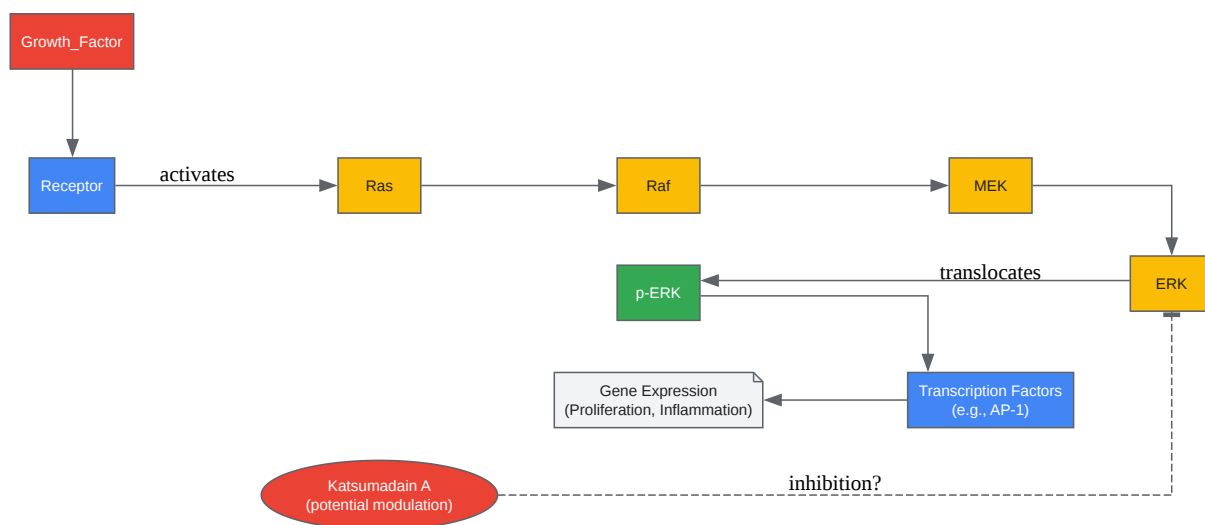 Growth_Factor
Receptor
activates
Ras
Raf
MEK
translocates
p-ERK
ERK
Gene Expression
(Proliferation, Inflammation)
Transcription Factors
(e.g., AP-1)
Katsumadain A
(potential modulation)
inhibition?